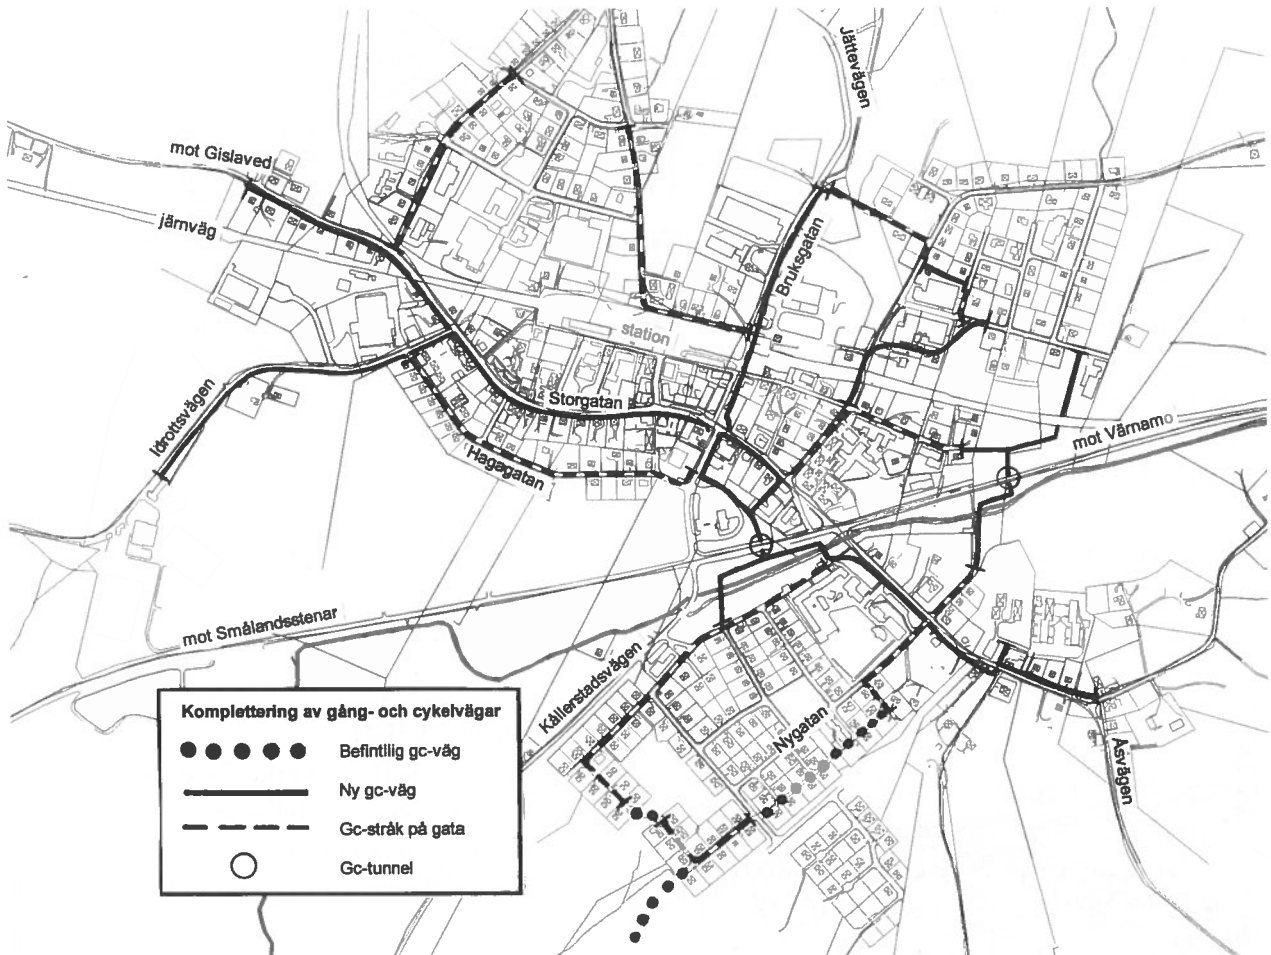 Jättevägen
mot Gislaved
järnväg
Bruksgatan
station
Storgatan
Idrottsvägen
Hagagatan
mot Värnamo
mot Smålandsstenar
Kållerstadsvägen
Nygatan
Åsvägen
Komplettering av gång- och cykelvägar
Befintilig gc-väg
Ny gc-väg
Gc-stråk på gata
Gc-tunnel